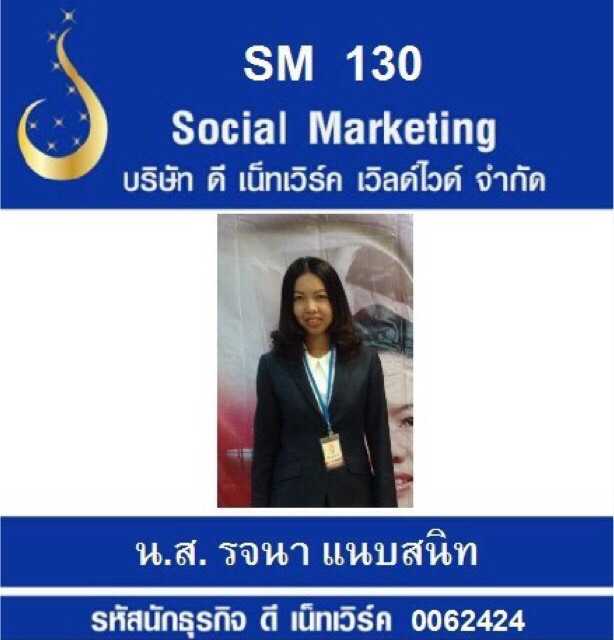 SM 130
Social Marketing
บริษัท ดี เน็ทเวิร์ค เวิลด์ไวด์ จำกัด
น.ส. รจนา แนบสนิท
รหัสนักธุรกิจ ดี เน็ทเวิร์ค 0062424